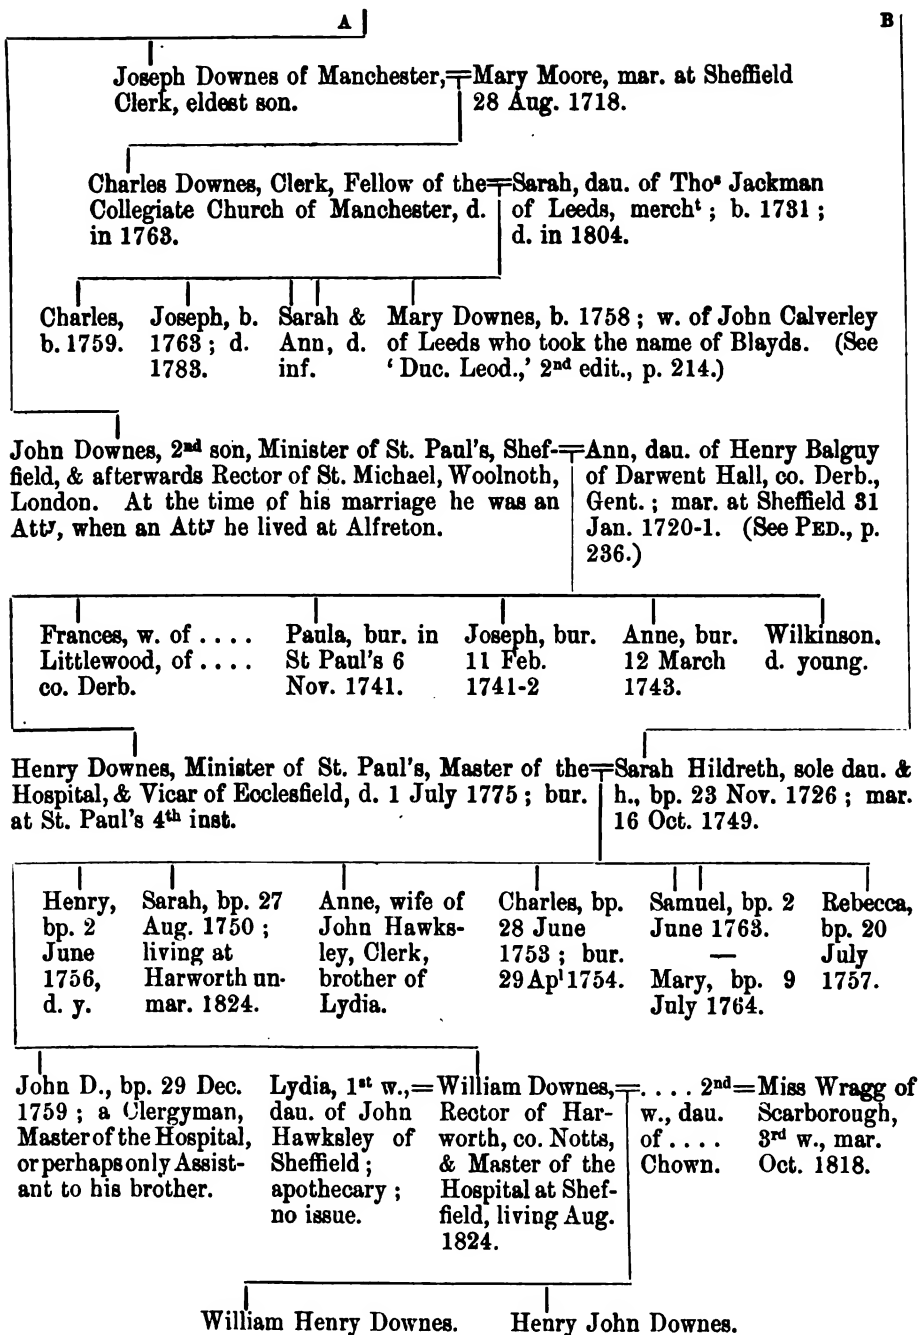 A B
Joseph Downes of Manchester,=Mary Moore, mar. at Sheffield
Clerk, eldest son. 28 Aug. 1718.
Charles Downes, Clerk, Fellow of the=Sarah, dau. of Thoˢ Jackman
Collegiate Church of Manchester, d. of Leeds, merchᵗ; b. 1731;
in 1763. d. in 1804.
Charles, b. 1759.
Joseph, b. 1763; d. 1783.
Sarah & Ann, d. inf.
Mary Downes, b. 1758; w. of John Calverley
of Leeds who took the name of Blayds. (See
‘Duc. Leod.,’ 2ⁿᵈ edit., p. 214.)
John Downes, 2ⁿᵈ son, Minister of St. Paul's, Shef-
field, & afterwards Rector of St. Michael, Woolnoth,
London. At the time of his marriage he was an
Attʸ, when an Attʸ he lived at Alfreton.
=Ann, dau. of Henry Balguy
of Darwent Hall, co. Derb.,
Gent.; mar. at Sheffield 31
Jan. 1720-1. (See PED., p.
236.)
Frances, w. of ....
Littlewood, of ....
co. Derb.
Paula, bur. in
St Paul's 6
Nov. 1741.
Joseph, bur.
11 Feb.
1741-2
Anne, bur.
12 March
1743.
Wilkinson.
d. young.
Henry Downes, Minister of St. Paul's, Master of the
Hospital, & Vicar of Ecclesfield, d. 1 July 1775; bur.
at St. Paul's 4ᵗʰ inst.
=Sarah Hildreth, sole dau. &
h., bp. 23 Nov. 1726; mar.
16 Oct. 1749.
Henry,
bp. 2
June
1756,
d. y.
Sarah, bp. 27
Aug. 1750;
living at
Harworth un-
mar. 1824.
Anne, wife of
John Hawks-
ley, Clerk,
brother of
Lydia.
Charles, bp.
28 June
1753; bur.
29 Apˡ 1754.
Samuel, bp. 2
June 1763.
—
Mary, bp. 9
July 1764.
Rebecca,
bp. 20
July
1757.
John D., bp. 29 Dec.
1759; a Clergyman,
Master of the Hospital,
or perhaps only Assist-
ant to his brother.
Lydia, 1ˢᵗ w.,=
dau. of John
Hawksley of
Sheffield;
apothecary;
no issue.
William Downes,=
Rector of Har-
worth, co. Notts,
& Master of the
Hospital at Shef-
field, living Aug.
1824.
.... 2ⁿᵈ=
w., dau.
of ....
Chown.
Miss Wragg of
Scarborough,
3ʳᵈ w., mar.
Oct. 1818.
William Henry Downes. Henry John Downes.